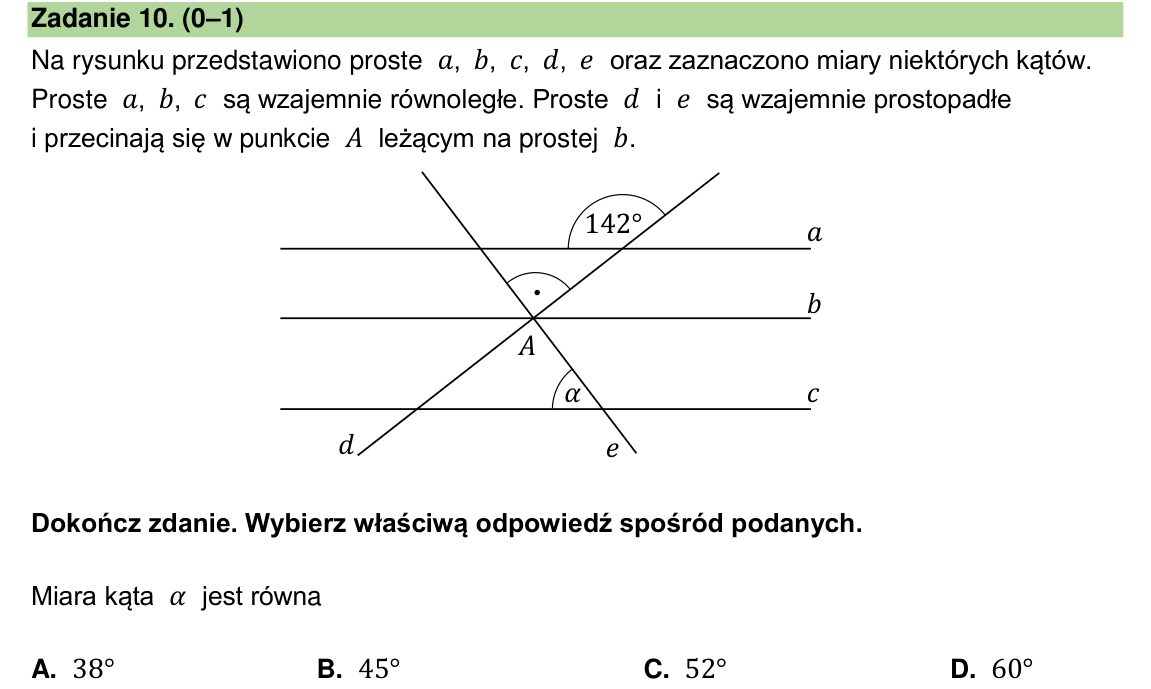 Zadanie 10. (0–1)
Na rysunku przedstawiono proste a, b, c, d, e oraz zaznaczono miary niektórych kątów.
Proste a, b, c są wzajemnie równoległe. Proste d i e są wzajemnie prostopadłe
i przecinają się w punkcie A leżącym na prostej b.
142°
a
b
A
α
c
d
e
Dokończ zdanie. Wybierz właściwą odpowiedź spośród podanych.
Miara kąta α jest równa
A. 38° B. 45° C. 52° D. 60°